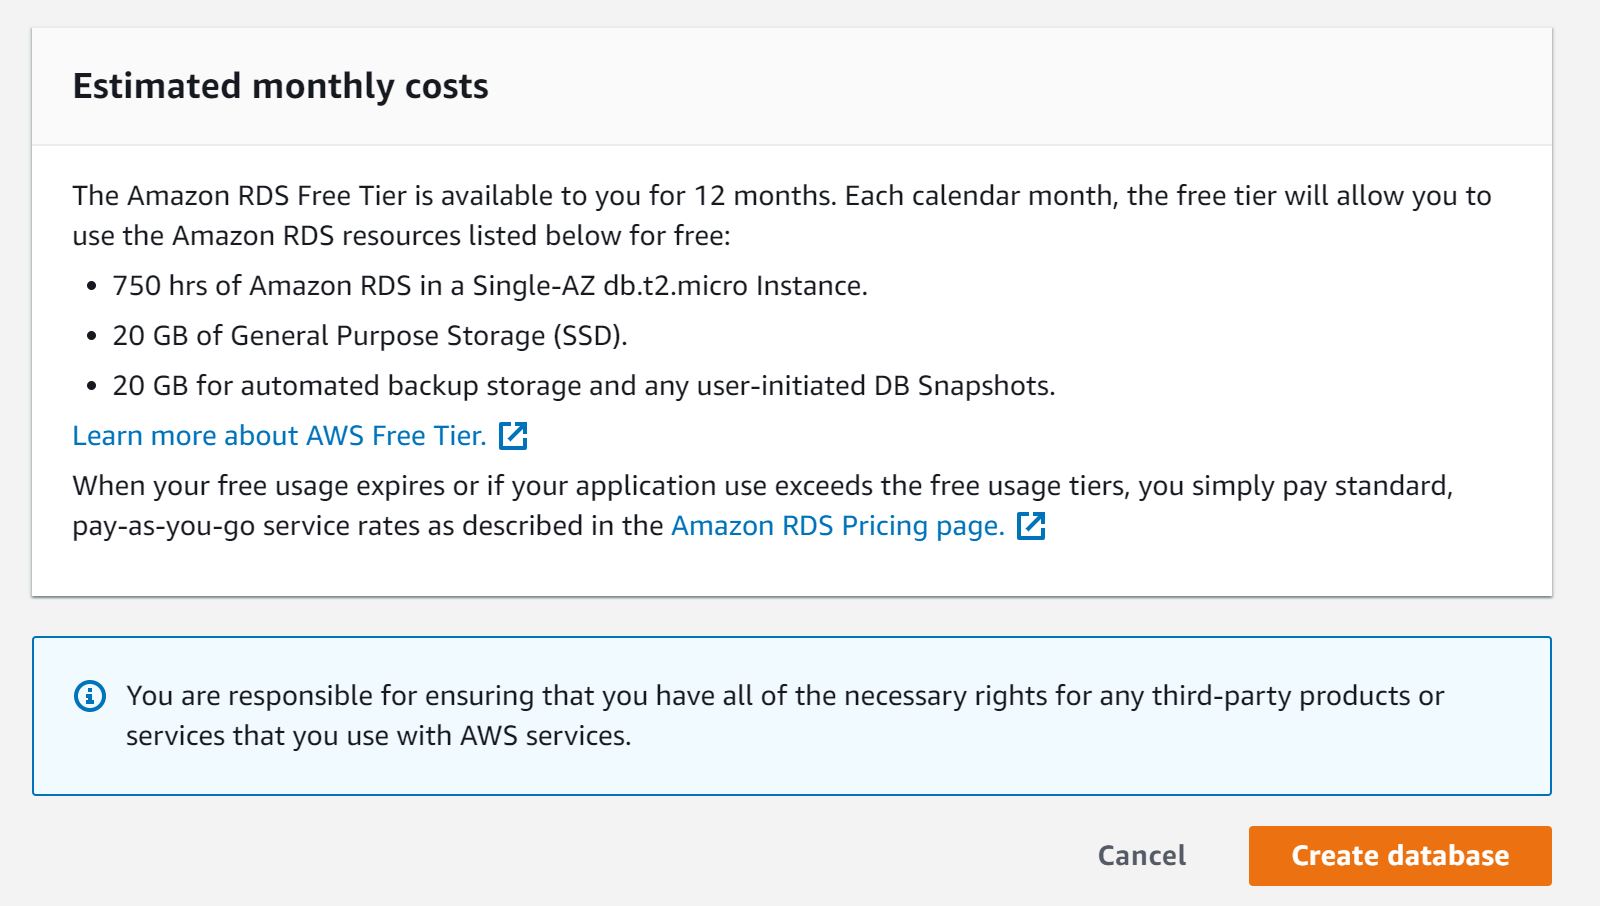 Estimated monthly costs
The Amazon RDS Free Tier is available to you for 12 months. Each calendar month, the free tier will allow you to
use the Amazon RDS resources listed below for free:
• 750 hrs of Amazon RDS in a Single-AZ db.t2.micro Instance.
• 20 GB of General Purpose Storage (SSD).
• 20 GB for automated backup storage and any user-initiated DB Snapshots.
Learn more about AWS Free Tier.
When your free usage expires or if your application use exceeds the free usage tiers, you simply pay standard,
pay-as-you-go service rates as described in the Amazon RDS Pricing page.
You are responsible for ensuring that you have all of the necessary rights for any third-party products or
services that you use with AWS services.
Cancel
Create database